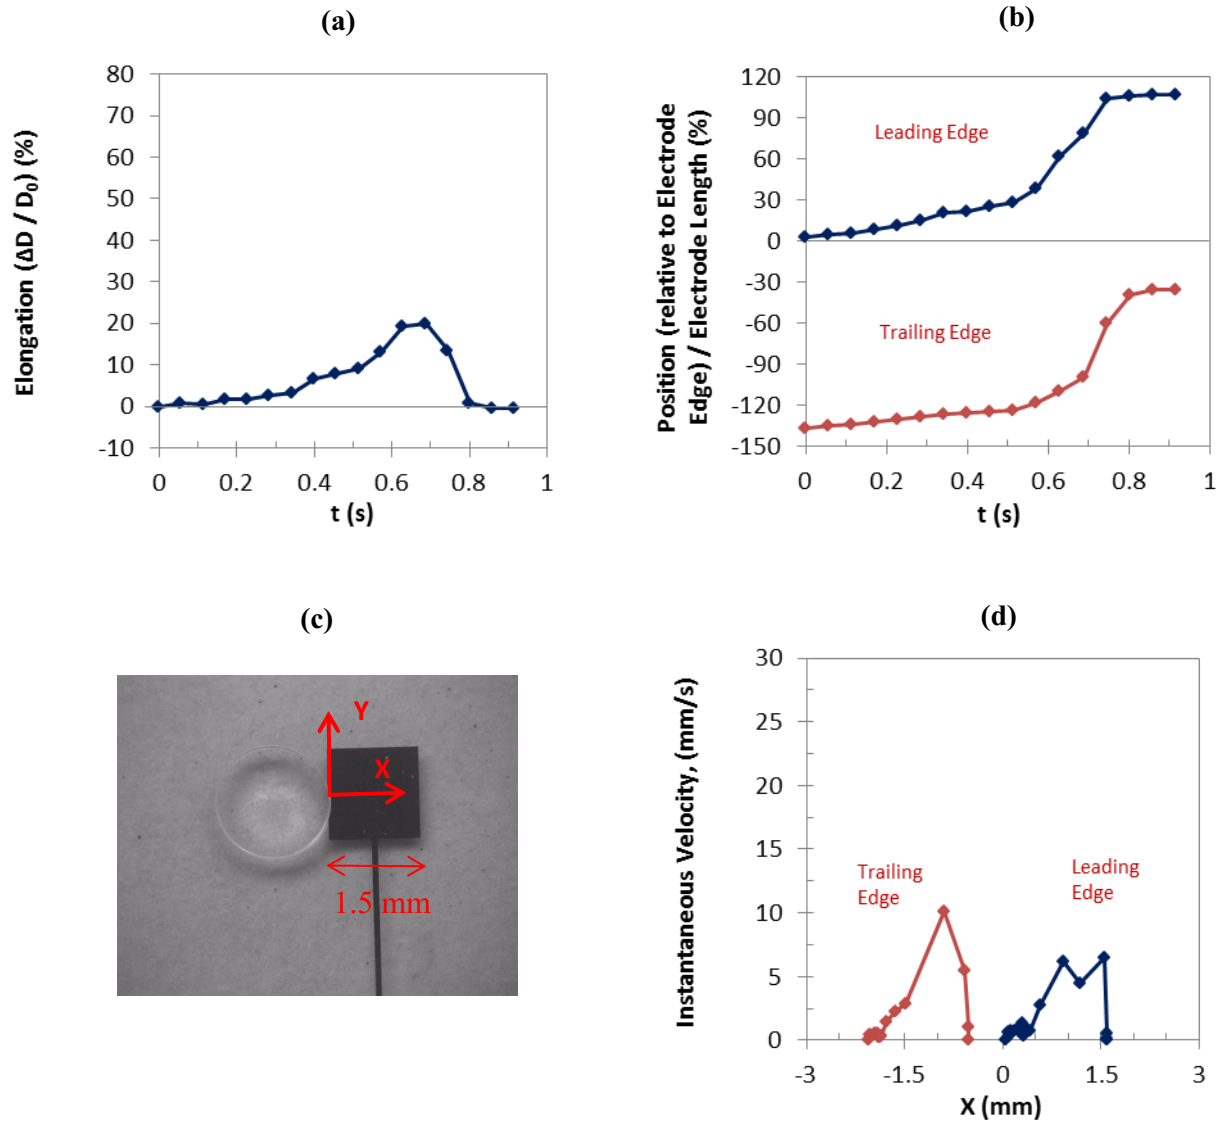 (a)
80
70
60
50
40
30
20
10
0
-10
0 0.2 0.4 0.6 0.8 1
t (s)
Elongation (ΔD / D₀) (%)
(b)
120
90
60
30
0
-30
-60
-90
-120
-150
0 0.2 0.4 0.6 0.8 1
t (s)
Position (relative to Electrode
Edge) / Electrode Length (%)
Leading Edge
Trailing Edge
(c)
Y
X
1.5 mm
(d)
30
25
20
15
10
5
0
-3 -1.5 0 1.5 3
X (mm)
Instantaneous Velocity, (mm/s)
Trailing
Edge
Leading
Edge